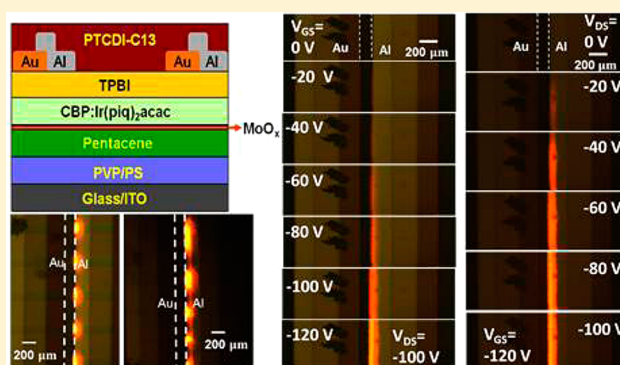 PTCDI-C13
Au Al Au Al
TPBI
CBP:Ir(piq)₂acac
MoOₓ
Pentacene
PVP/PS
Glass/ITO
Au Al
200 μm
Au Al
200 μm
V_GS=
0 V
Au Al
200 μm
-20 V
-40 V
-60 V
-80 V
-100 V
-120 V
V_DS=
-100 V
V_DS=
0 V
Au Al
200 μm
-20 V
-40 V
-60 V
-80 V
-100 V
V_GS=
-120 V